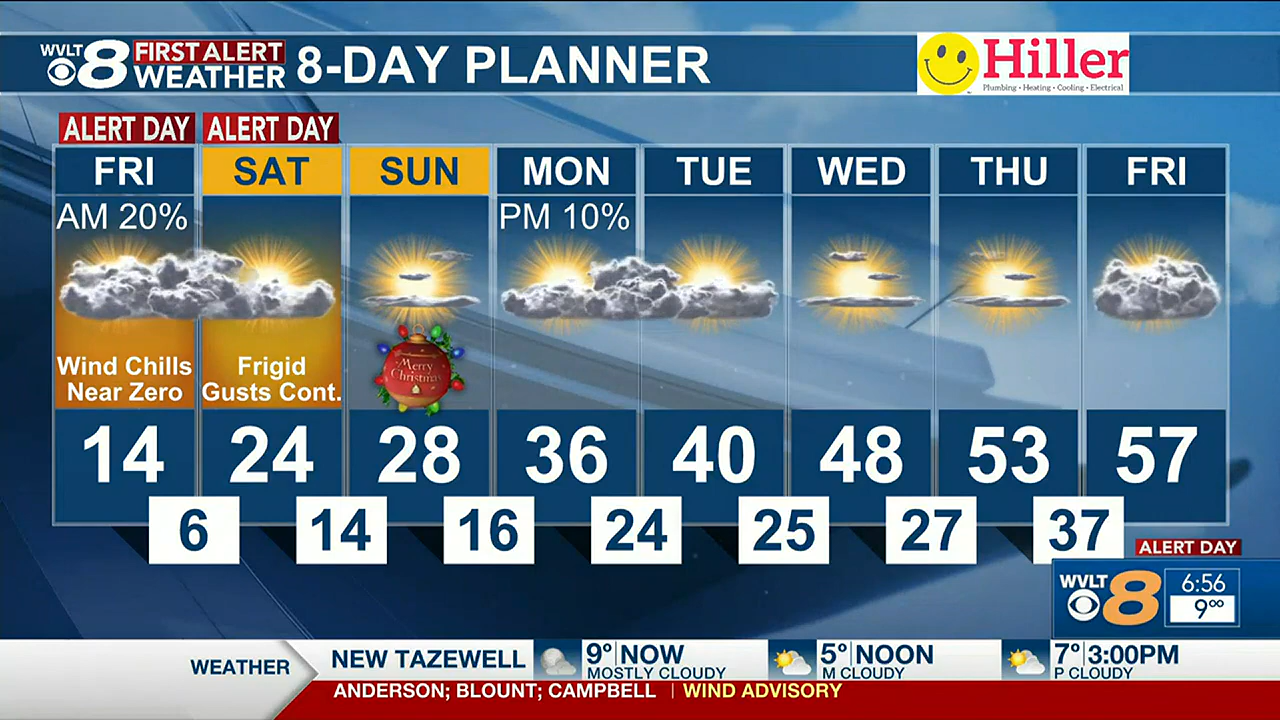 WVLT 8 FIRST ALERT WEATHER
8-DAY PLANNER
Hiller
Plumbing • Heating • Cooling • Electrical
ALERT DAY ALERT DAY
FRI SAT SUN MON TUE WED THU FRI
AM 20% PM 10%
Wind Chills
Near Zero
Frigid
Gusts Cont.
Merry
Christmas
14 24 28 36 40 48 53 57
6 14 16 24 25 27 37
ALERT DAY
WVLT 8
6:56
9°°
WEATHER
NEW TAZEWELL
9° NOW
MOSTLY CLOUDY
5° NOON
M CLOUDY
7° 3:00PM
P CLOUDY
ANDERSON; BLOUNT; CAMPBELL | WIND ADVISORY